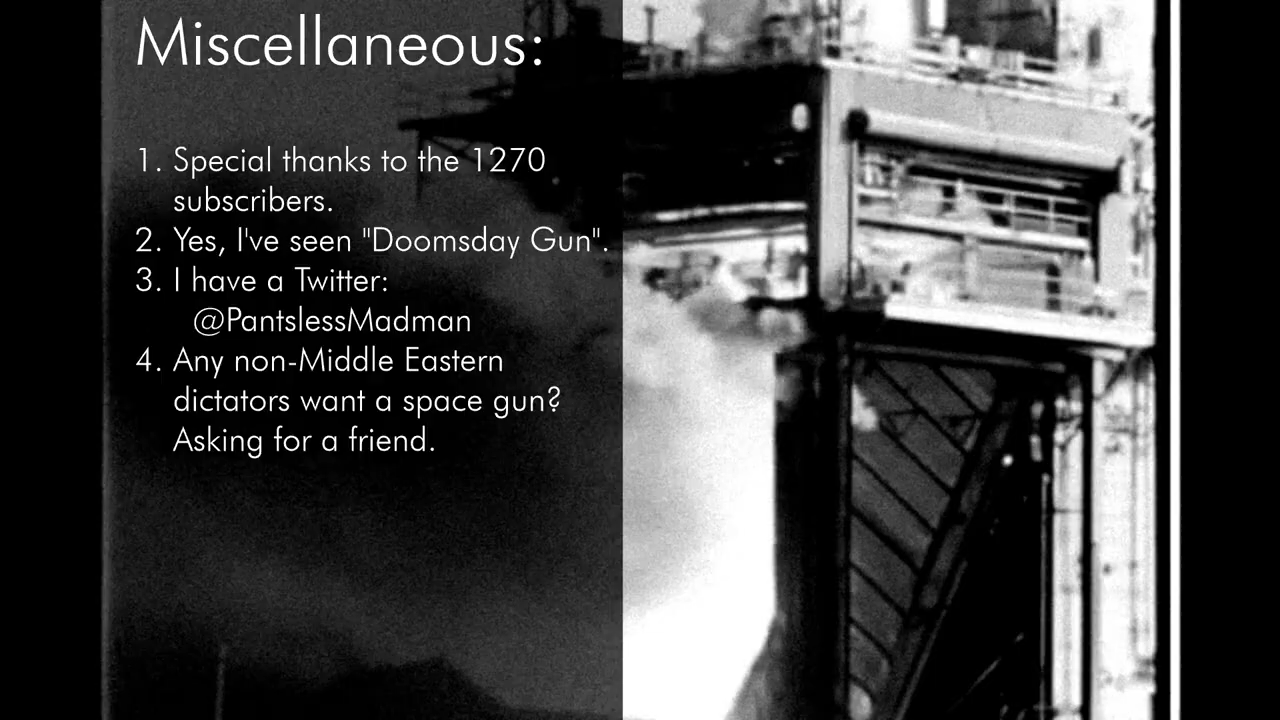 Miscellaneous:
1. Special thanks to the 1270
subscribers.
2. Yes, I've seen "Doomsday Gun".
3. I have a Twitter:
@PantslessMadman
4. Any non-Middle Eastern
dictators want a space gun?
Asking for a friend.